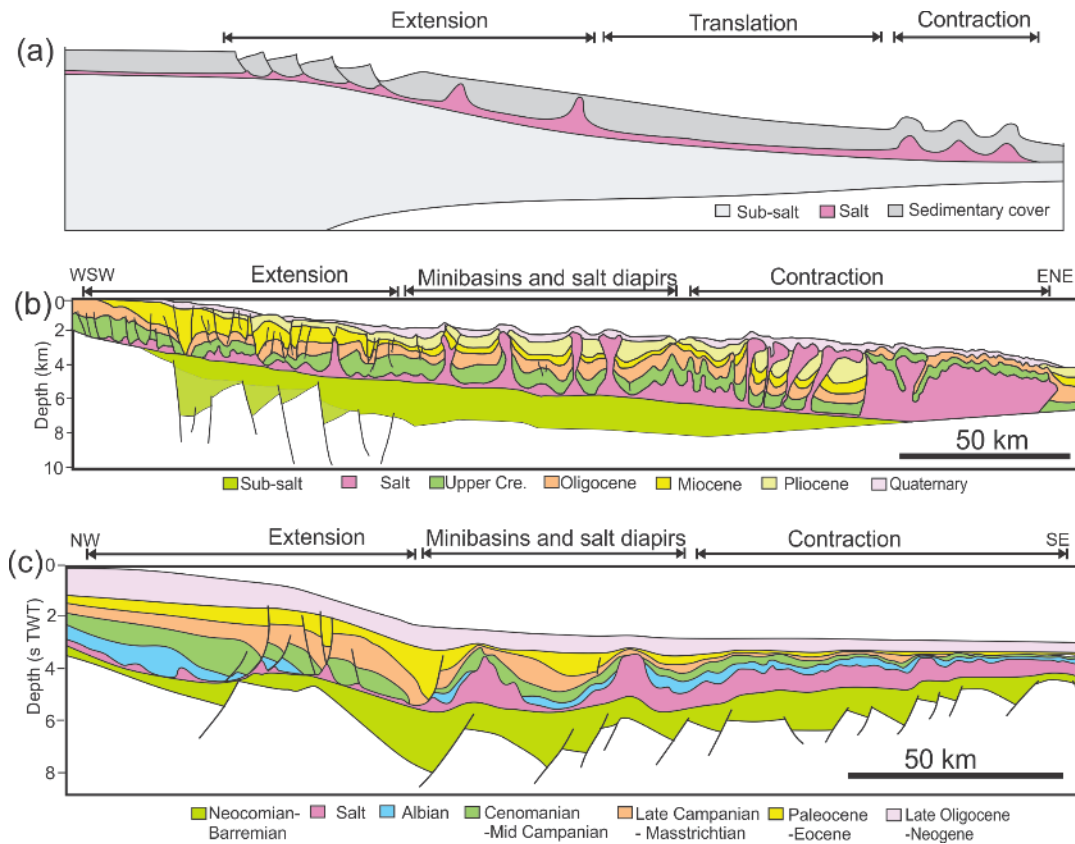 Extension Translation Contraction
(a)
Sub-salt Salt Sedimentary cover
WSW Extension Minibasins and salt diapirs Contraction ENE
(b)
0
2
4
6
8
10
Depth (km)
50 km
Sub-salt Salt Upper Cre. Oligocene Miocene Pliocene Quaternary
NW Extension Minibasins and salt diapirs Contraction SE
(c)
0
2
4
6
8
Depth (s TWT)
50 km
Neocomian- Salt Albian Cenomanian Late Campanian Paleocene Late Oligocene
Barremian -Mid Campanian - Masstrichtian -Eocene -Neogene